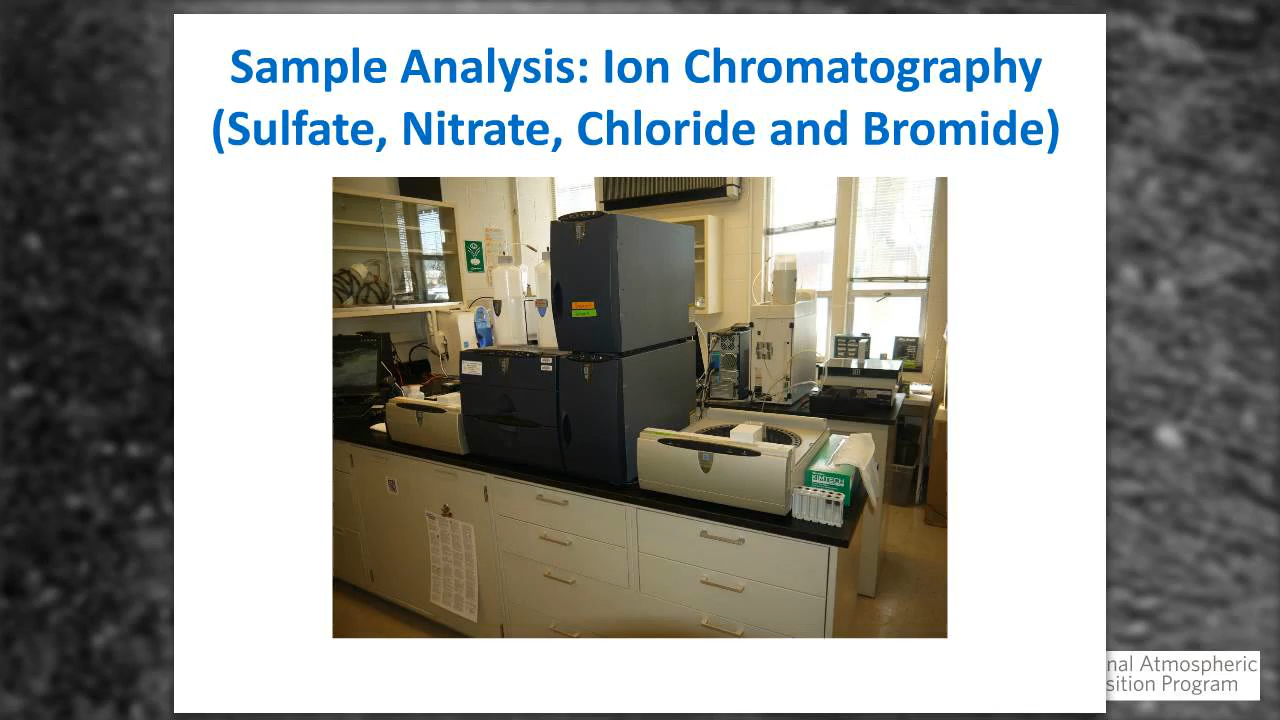 Sample Analysis: Ion Chromatography
(Sulfate, Nitrate, Chloride and Bromide)
KIMTECH
nal Atmospheric
sition Program